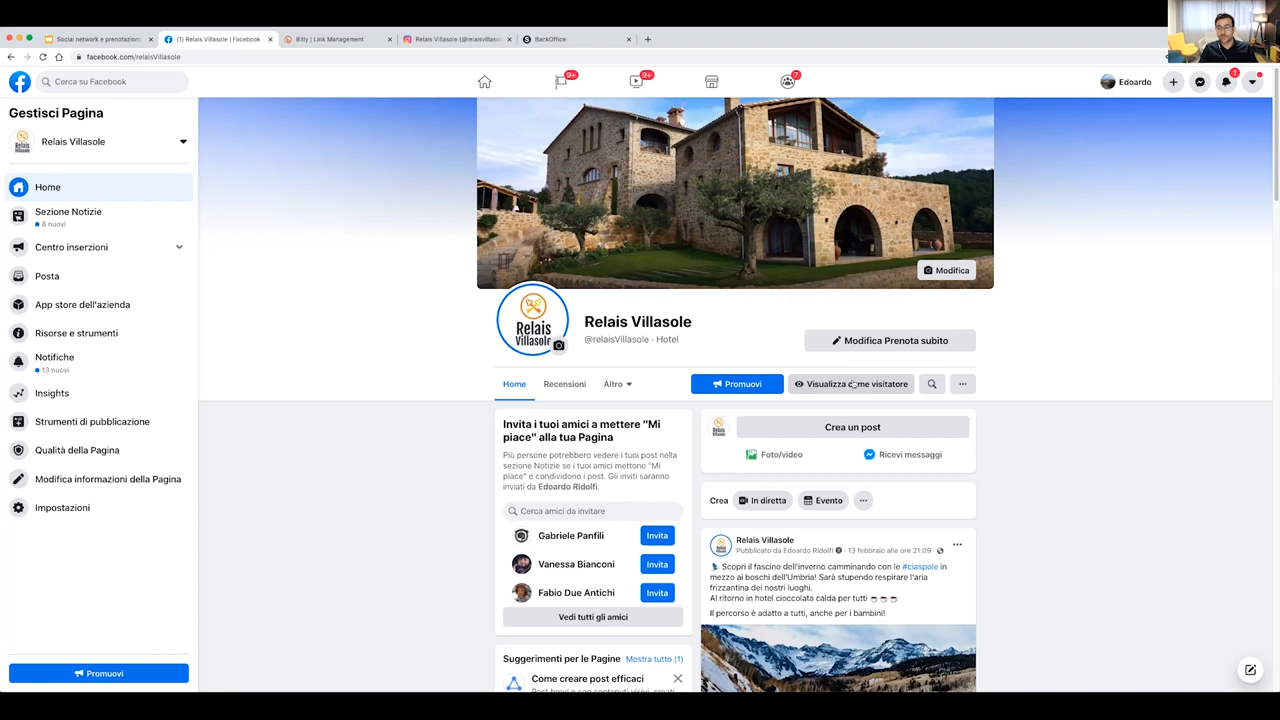 Social network e prenotazion
(1) Relais Villasole | Facebook
Bitly | Link Management
Relais Villasole (@relaisvillaso
BackOffice
facebook.com/relaisVillasole
Cerca su Facebook
9+
9+
7
Edoardo
1
Gestisci Pagina
Relais Villasole
Home
Sezione Notizie
8 nuovi
Centro inserzioni
Posta
App store dell'azienda
Risorse e strumenti
Notifiche
13 nuovi
Insights
Strumenti di pubblicazione
Qualità della Pagina
Modifica informazioni della Pagina
Impostazioni
Promuovi
Modifica
Relais
Villasole
Relais Villasole
@relaisVillasole · Hotel
Modifica Prenota subito
Home
Recensioni
Altro
Promuovi
Visualizza come visitatore
Invita i tuoi amici a mettere "Mi
piace" alla tua Pagina
Più persone potrebbero vedere i tuoi post nella
sezione Notizie se i tuoi amici mettono "Mi
piace" e condividono i post. Gli inviti saranno
inviati da Edoardo Ridolfi.
Cerca amici da invitare
Gabriele Panfili
Invita
Vanessa Bianconi
Invita
Fabio Due Antichi
Invita
Vedi tutti gli amici
Suggerimenti per le Pagine
Mostra tutto (1)
Come creare post efficaci
Post brevi e con contenuti visivi, creati
Crea un post
Foto/video
Ricevi messaggi
Crea
In diretta
Evento
Relais Villasole
Pubblicato da Edoardo Ridolfi · 13 febbraio alle ore 21:09 ·
Scopri il fascino dell'inverno camminando con le #ciaspole in
mezzo ai boschi dell'Umbria! Sarà stupendo respirare l'aria
frizzantina dei nostri luoghi.
Al ritorno in hotel cioccolata calda per tutti ☕☕☕
Il percorso è adatto a tutti, anche per i bambini!